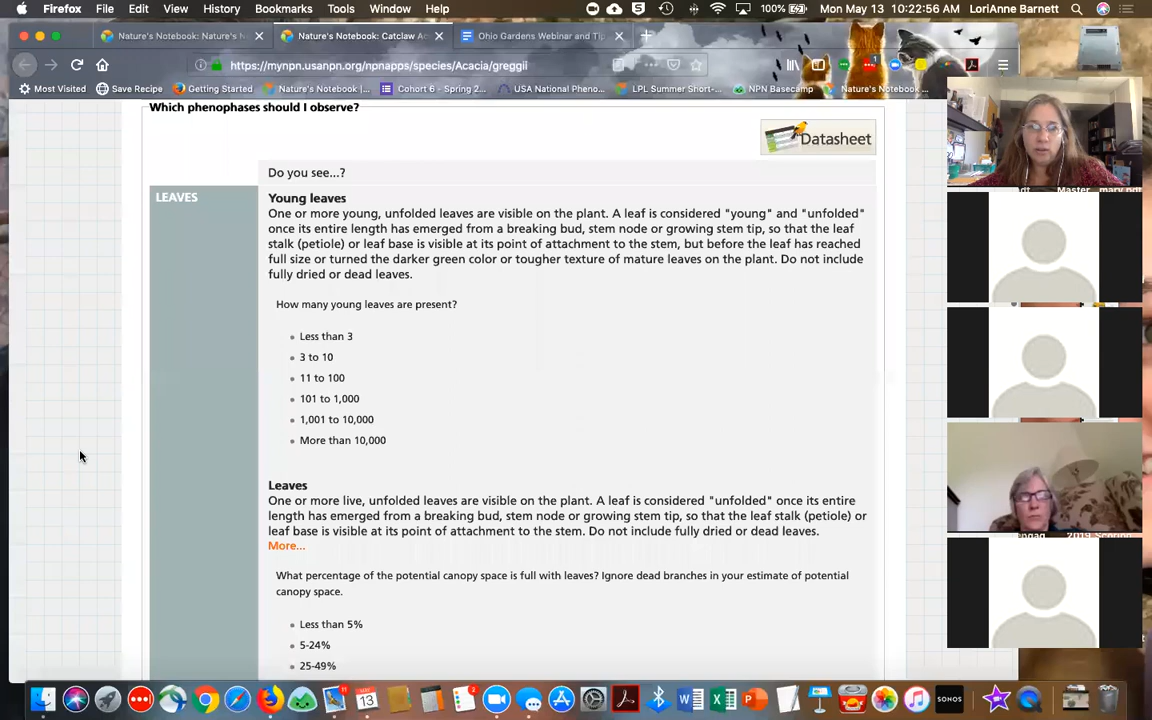 Firefox File Edit View History Bookmarks Tools Window Help 100% Mon May 13 10:22:56 AM LoriAnne Barnett
Nature's Notebook: Nature's N Nature's Notebook: Catclaw Ac Ohio Gardens Webinar and Tip
https://mynpn.usanpn.org/npnapps/species/Acacia/greggii
Most Visited Save Recipe Getting Started Nature's Notebook |... Cohort 6 - Spring 2... USA National Pheno... LPL Summer Short-... NPN Basecamp Nature's Notebook ...
Which phenophases should I observe?
Datasheet
Do you see...?
LEAVES
Young leaves
One or more young, unfolded leaves are visible on the plant. A leaf is considered "young" and "unfolded"
once its entire length has emerged from a breaking bud, stem node or growing stem tip, so that the leaf
stalk (petiole) or leaf base is visible at its point of attachment to the stem, but before the leaf has reached
full size or turned the darker green color or tougher texture of mature leaves on the plant. Do not include
fully dried or dead leaves.
How many young leaves are present?
Less than 3
3 to 10
11 to 100
101 to 1,000
1,001 to 10,000
More than 10,000
Leaves
One or more live, unfolded leaves are visible on the plant. A leaf is considered "unfolded" once its entire
length has emerged from a breaking bud, stem node or growing stem tip, so that the leaf stalk (petiole) or
leaf base is visible at its point of attachment to the stem. Do not include fully dried or dead leaves.
More...
What percentage of the potential canopy space is full with leaves? Ignore dead branches in your estimate of potential
canopy space.
Less than 5%
5-24%
25-49%
MAY
13
SONOS